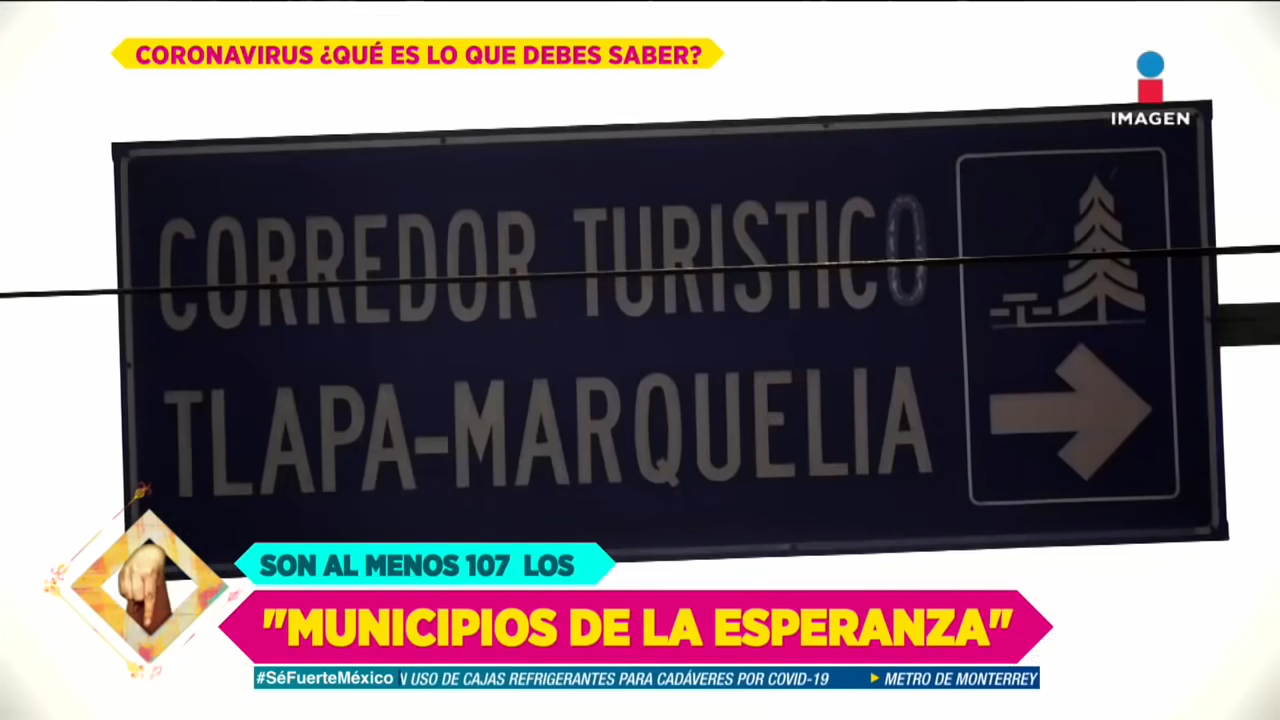 CORONAVIRUS ¿QUÉ ES LO QUE DEBES SABER?
IMAGEN
CORREDOR TURISTICO
TLAPA-MARQUELIA
SON AL MENOS 107 LOS
"MUNICIPIOS DE LA ESPERANZA"
#SéFuerteMéxico USO DE CAJAS REFRIGERANTES PARA CADÁVERES POR COVID-19 METRO DE MONTERREY